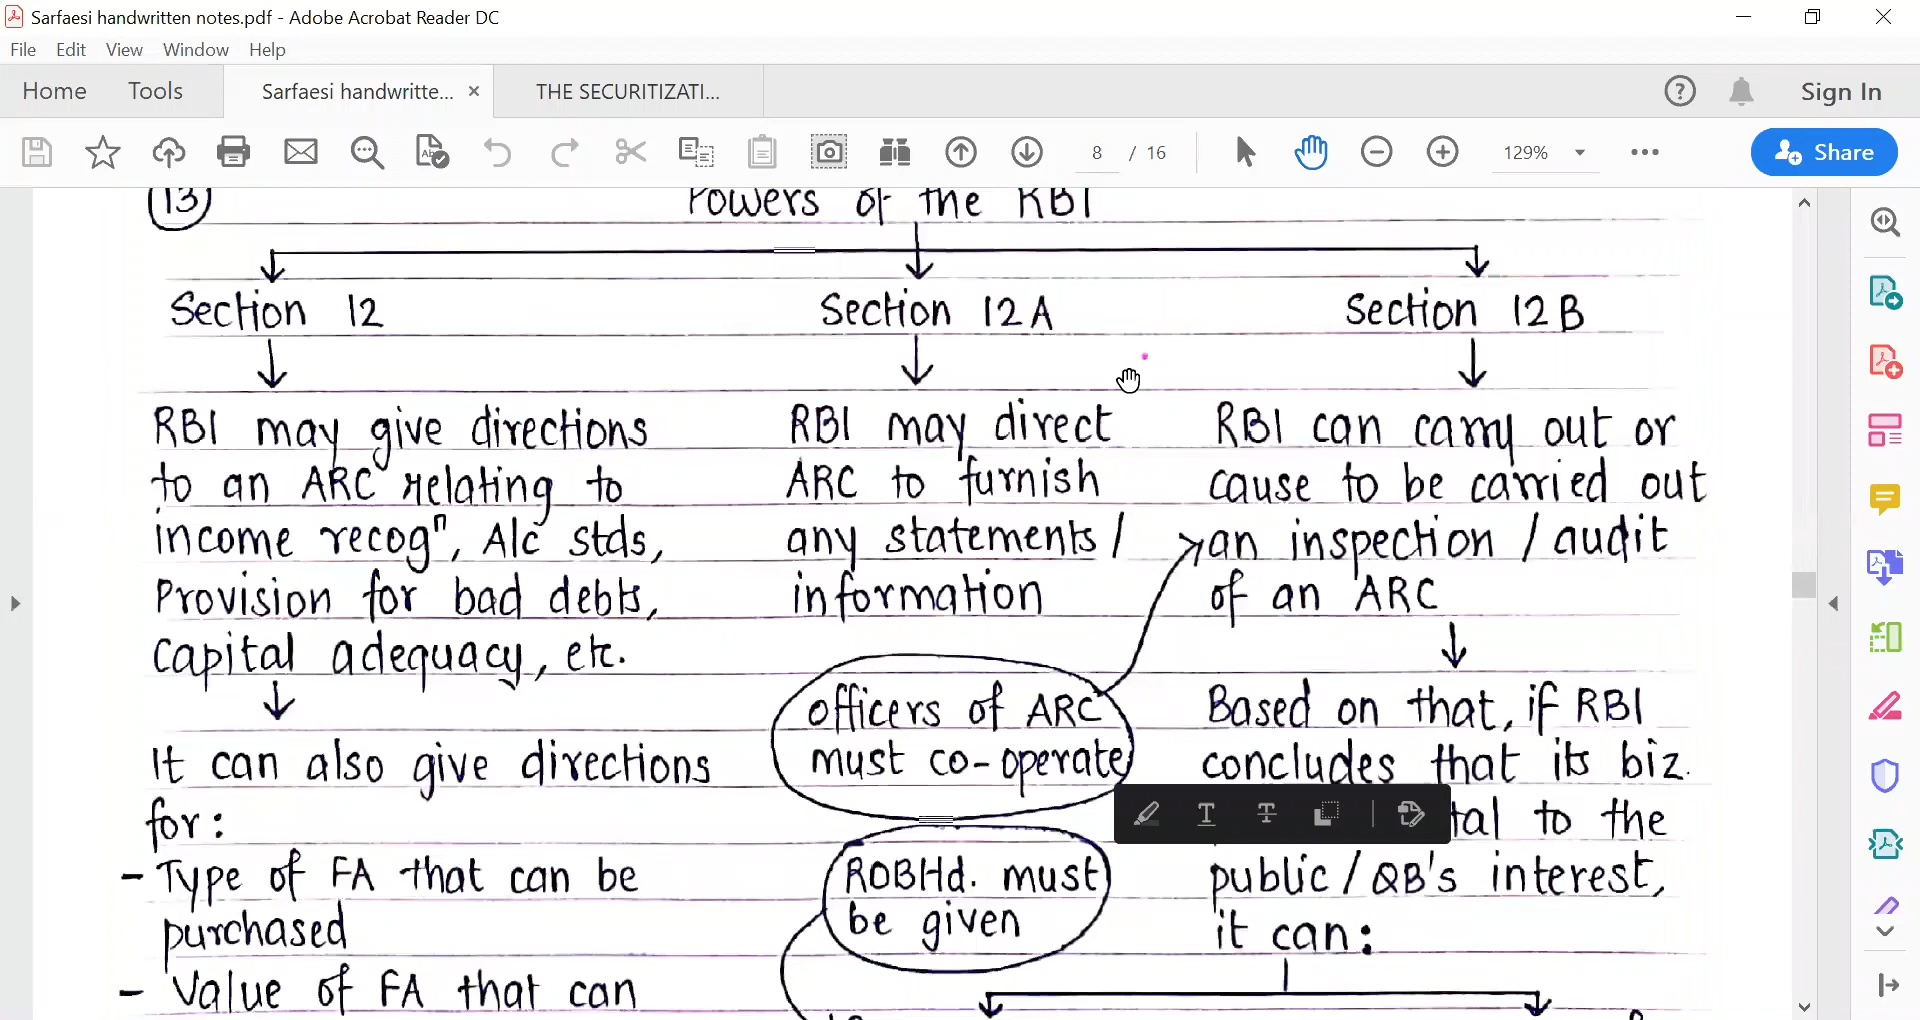 Sarfaesi handwritten notes.pdf - Adobe Acrobat Reader DC
File Edit View Window Help
Home Tools Sarfaesi handwritte... × THE SECURITIZATI... Sign In
8 / 16 129% Share
(13) Powers of the RBI
Section 12
RBI may give directions
to an ARC relating to
income recogⁿ, A/c stds,
Provision for bad debts,
Capital adequacy, etc.
It can also give directions
for:
- Type of FA that can be
purchased
- Value of FA that can
Section 12A
RBI may direct
ARC to furnish
any statements /
information
officers of ARC
must co-operate
ROBHd. must
be given
Section 12B
RBI can carry out or
cause to be carried out
an inspection / audit
of an ARC
Based on that, if RBI
concludes that its biz.
tal to the
public / QB's interest,
it can: